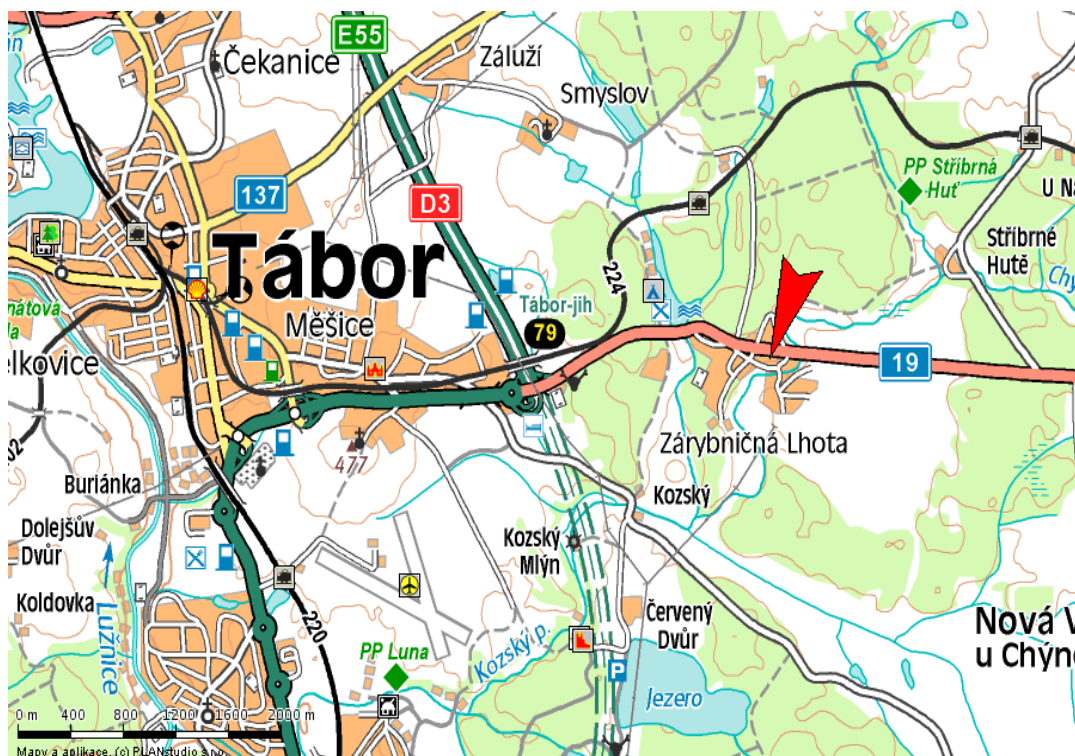 E55
Čekanice
Záluží
Smyslov
PP Stříbrná
Huť
137
D3
U Na
Stříbrné
Hutě
Tábor
224
Tábor-jih
79
Měšice
19
elkovice
477
Zárybničná Lhota
Buriánka
Kozský
Dolejšův
Dvůr
Kozský
Mlýn
Koldovka
Lužnice
220
Červený
Dvůr
Nová V
u Chýn
PP Luna
Kozský p.
P
Jezero
0 m 400 800 1200 1600 2000 m
Mapy a aplikace, (c) PLANstudio s.r.o.